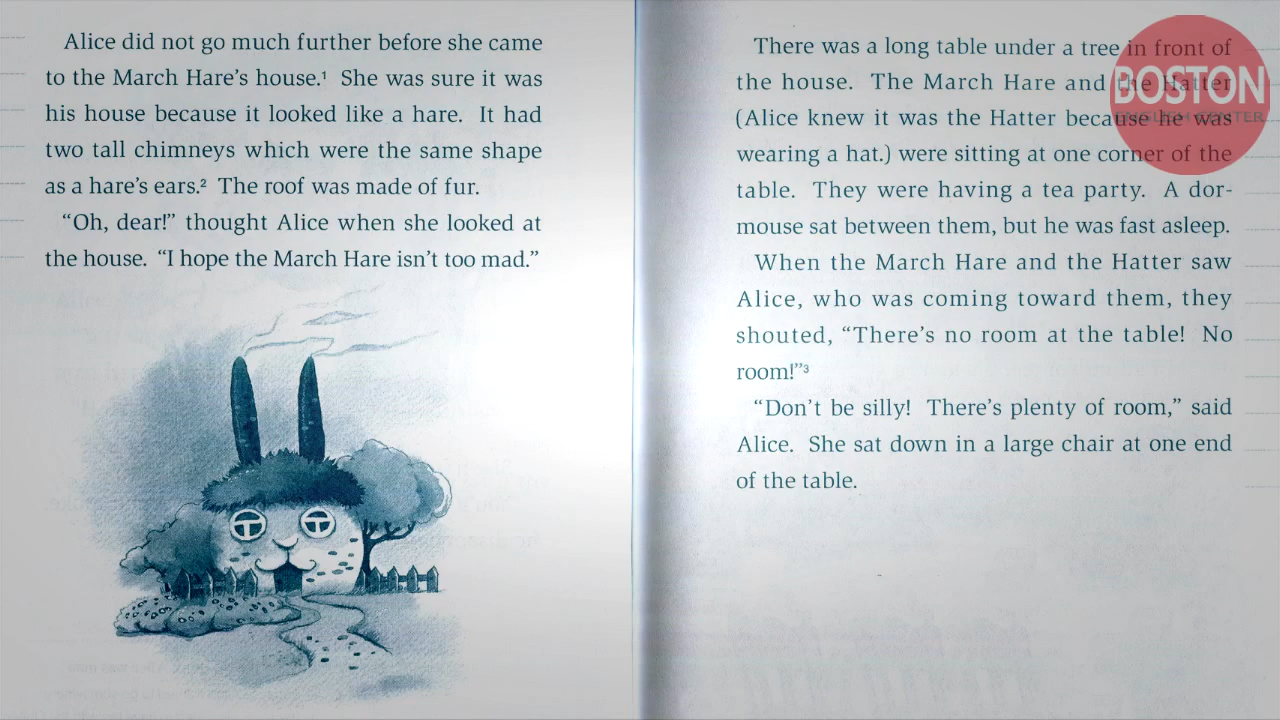 Alice did not go much further before she came
to the March Hare's house.¹ She was sure it was
his house because it looked like a hare. It had
two tall chimneys which were the same shape
as a hare's ears.² The roof was made of fur.
“Oh, dear!” thought Alice when she looked at
the house. “I hope the March Hare isn't too mad.”
There was a long table under a tree in front of
the house. The March Hare and the Hatter
(Alice knew it was the Hatter because he was
wearing a hat.) were sitting at one corner of the
table. They were having a tea party. A dor-
mouse sat between them, but he was fast asleep.
When the March Hare and the Hatter saw
Alice, who was coming toward them, they
shouted, “There's no room at the table! No
room!”³
“Don't be silly! There's plenty of room,” said
Alice. She sat down in a large chair at one end
of the table.
BOSTON
ENGLISH CENTER